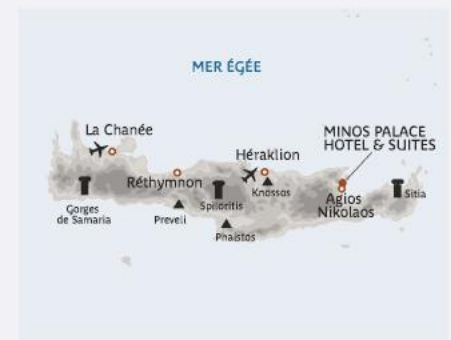 MER ÉGÉE
La Chanée
Héraklion
MINOS PALACE
HOTEL & SUITES
Réthymnon
Knossos
Spiloritis
Agios
Nikolaos
Sitia
Gorges
de Samaria
Preveli
Phaistos